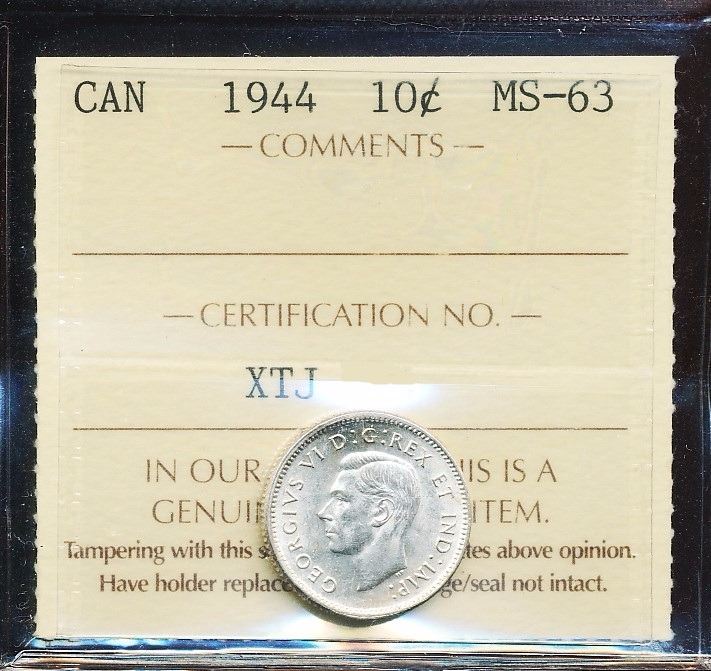 CAN 1944 10¢ MS-63
— COMMENTS —
— CERTIFICATION NO. —
XTJ
IN OUR IS IS A
GENUI ITEM.
Tampering with this s tes above opinion.
Have holder replace ge/seal not intact.
GEORGIVS VI D:G:REX ET IND:IMP: